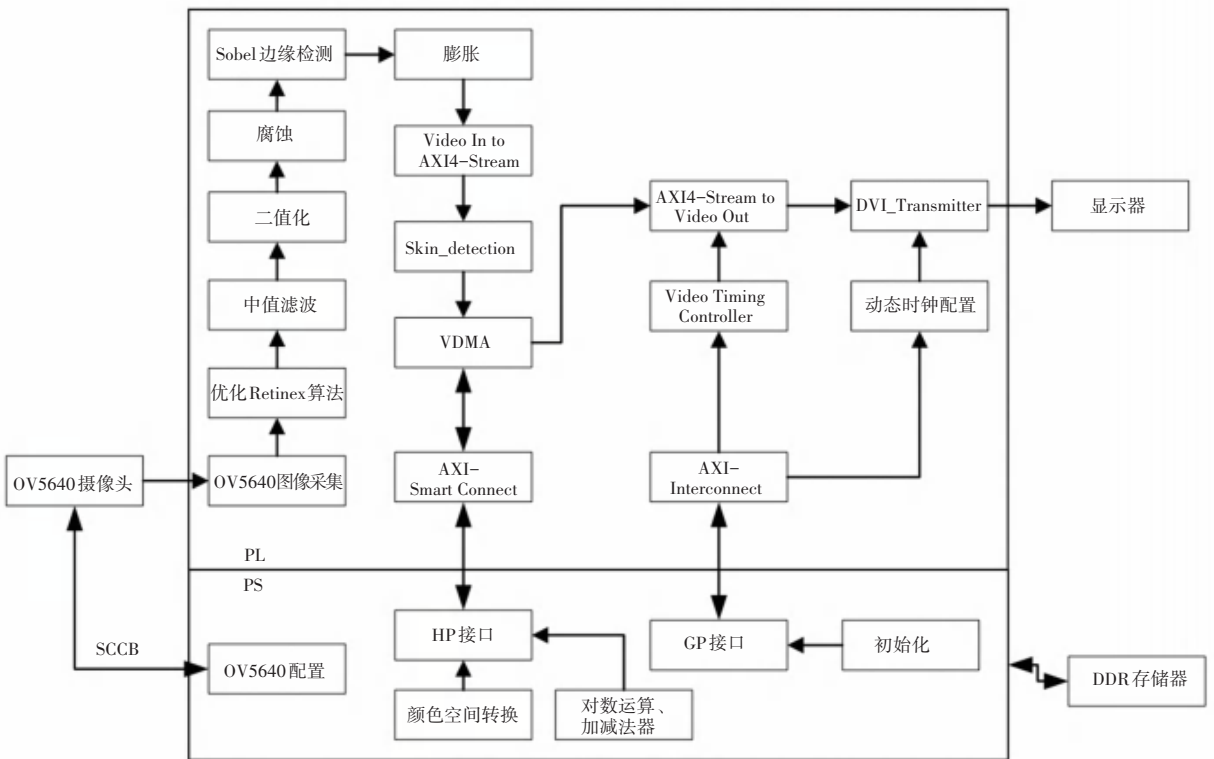 Sobel边缘检测
膨胀
腐蚀
Video In to
AXI4-Stream
二值化
AXI4-Stream to
Video Out
DVI_Transmitter
显示器
Skin_detection
中值滤波
Video Timing
Controller
动态时钟配置
VDMA
优化Retinex算法
OV5640摄像头
OV5640图像采集
AXI-
Smart Connect
AXI-
Interconnect
PL
PS
SCCB
OV5640配置
HP接口
GP接口
初始化
DDR存储器
颜色空间转换
对数运算、
加减法器